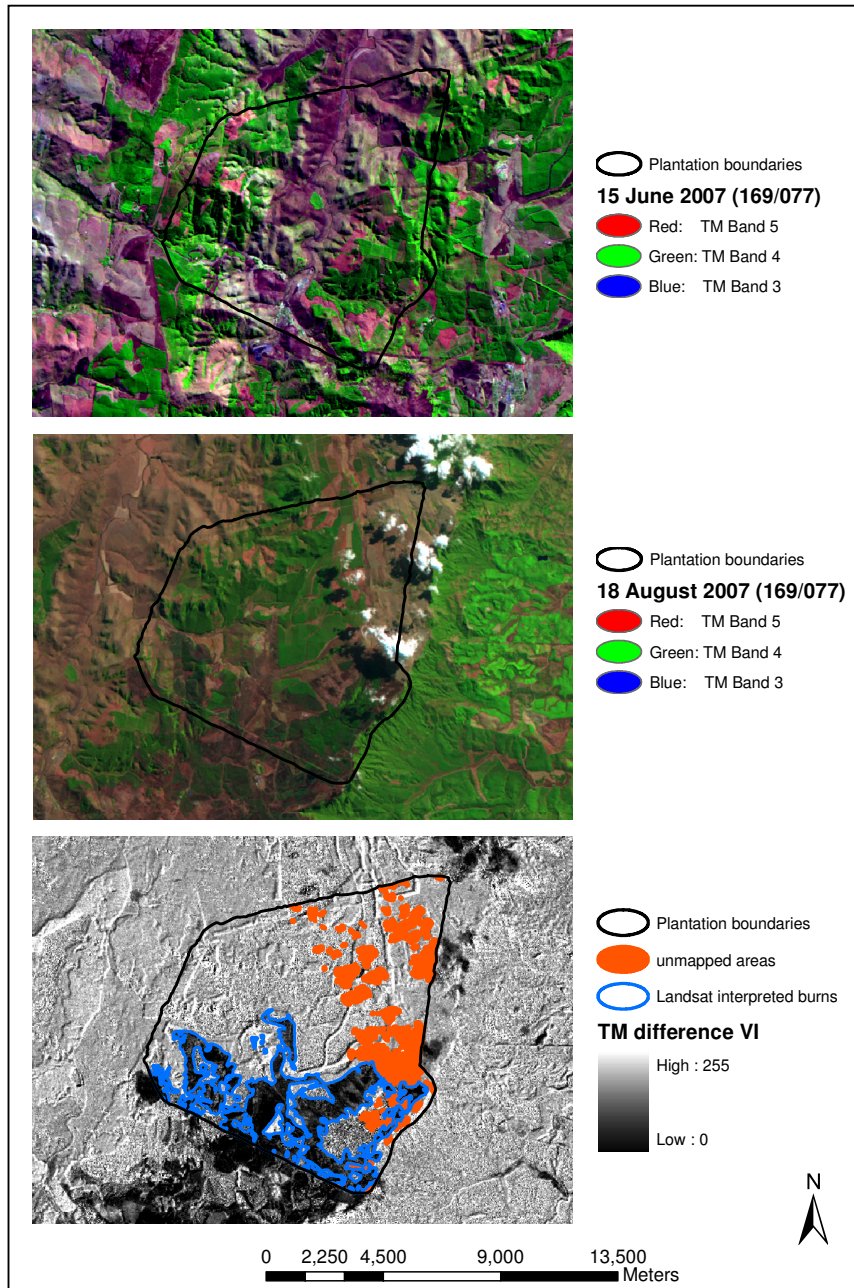 Plantation boundaries
15 June 2007 (169/077)
Red: TM Band 5
Green: TM Band 4
Blue: TM Band 3
Plantation boundaries
18 August 2007 (169/077)
Red: TM Band 5
Green: TM Band 4
Blue: TM Band 3
Plantation boundaries
unmapped areas
Landsat interpreted burns
TM difference VI
High : 255
Low : 0
N
0 2,250 4,500 9,000 13,500
Meters